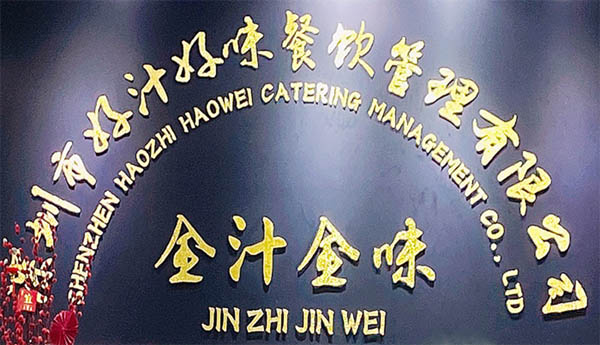 圳市好汁好味餐饮管理有限公司
SHENZHEN HAOZHI HAOWEI CATERING MANAGEMENT CO., LTD
金汁金味
JIN ZHI JIN WEI